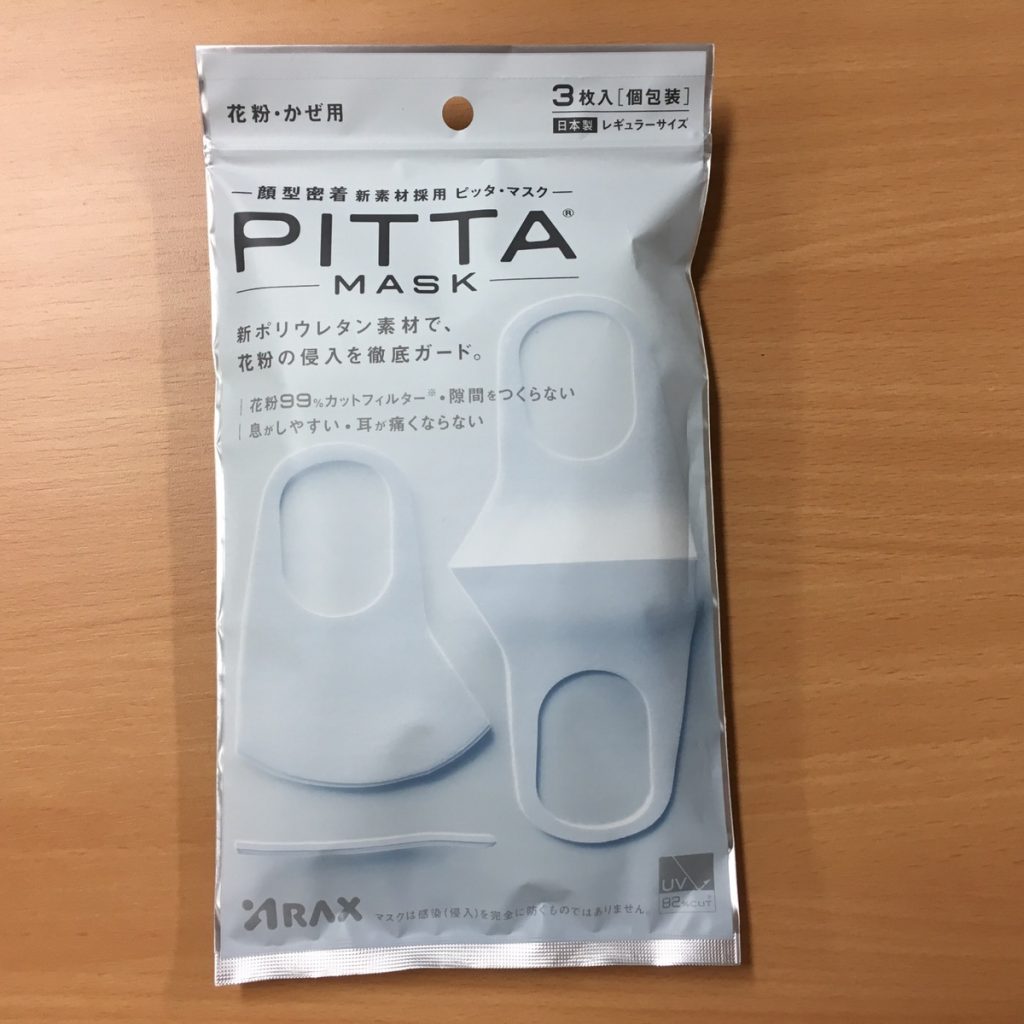 花粉・かぜ用
3枚入[個包装]
日本製 レギュラーサイズ
顔型密着 新素材採用 ピッタ・マスク
PITTA®
MASK
新ポリウレタン素材で、
花粉の侵入を徹底ガード。
花粉99%カットフィルター※・隙間をつくらない
息がしやすい・耳が痛くならない
UV
82%CUT
ARAX
マスクは感染(侵入)を完全に防ぐものではありません。